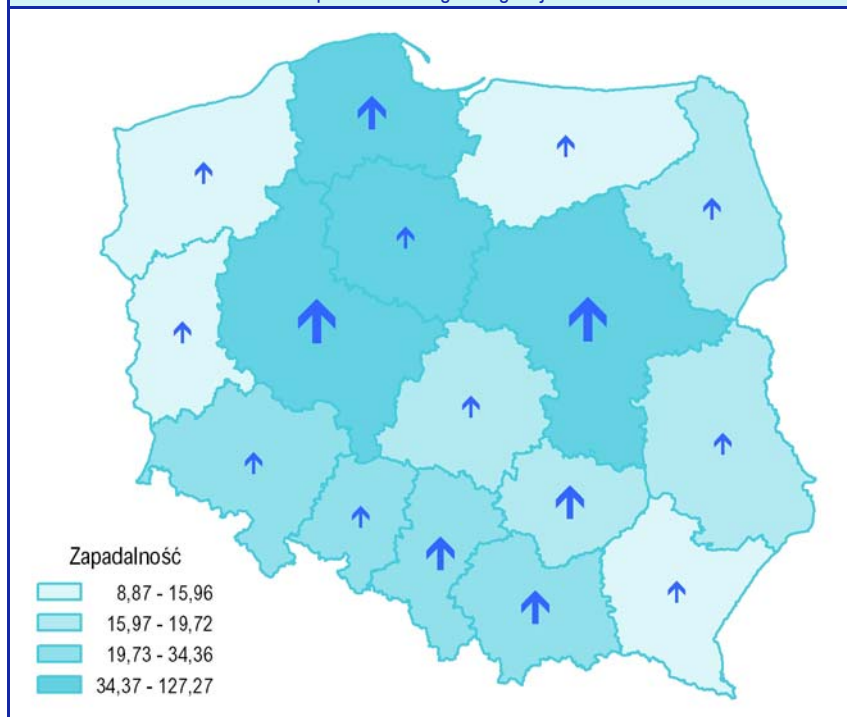 Zapadalność
8,87 - 15,96
15,97 - 19,72
19,73 - 34,36
34,37 - 127,27